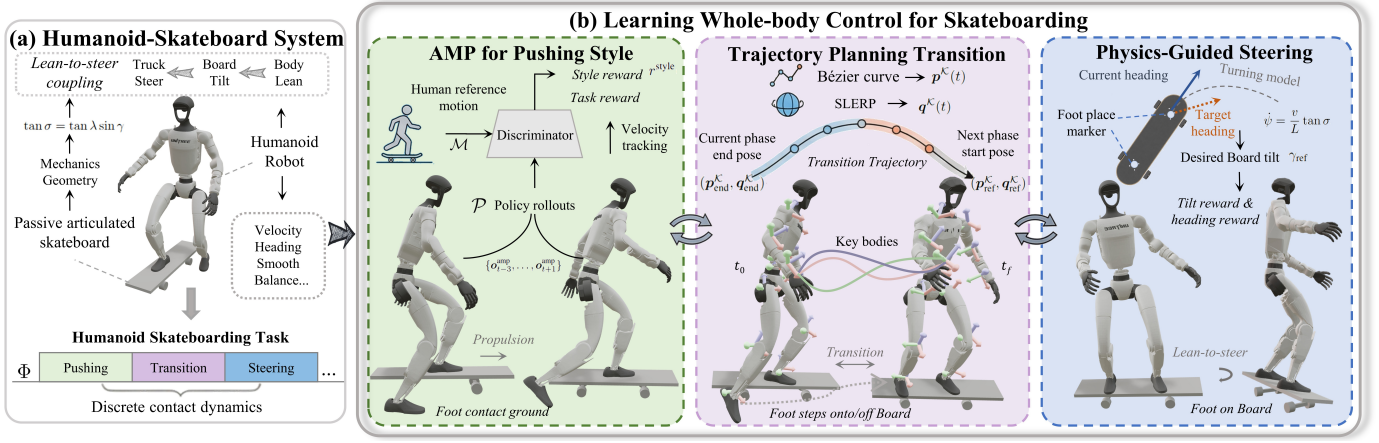 (a) Humanoid-Skateboard System
Lean-to-steer
coupling
Truck
Steer
Board
Tilt
Body
Lean
tan σ = tan λ sin γ
Mechanics
Geometry
Passive articulated
skateboard
Humanoid
Robot
Velocity
Heading
Smooth
Balance...
Humanoid Skateboarding Task
Φ
Pushing
Transition
Steering
...
Discrete contact dynamics
(b) Learning Whole-body Control for Skateboarding
AMP for Pushing Style
Style reward r^style
Task reward
Human reference
motion
M
Discriminator
Velocity
tracking
P Policy rollouts
{o^amp_{t−3}, . . . , o^amp_{t+1}}
Propulsion
Foot contact ground
Trajectory Planning Transition
Bézier curve → p^K(t)
SLERP → q^K(t)
Current phase
end pose
Next phase
start pose
Transition Trajectory
(p^K_end, q^K_end)
(p^K_ref, q^K_ref)
Key bodies
t_0
t_f
Transition
Foot steps onto/off Board
Physics-Guided Steering
Current heading
Turning model
Foot place
marker
Target
heading
ψ̇ = v/L tan σ
Desired Board tilt γ_ref
Tilt reward &
heading reward
Lean-to-steer
Foot on Board